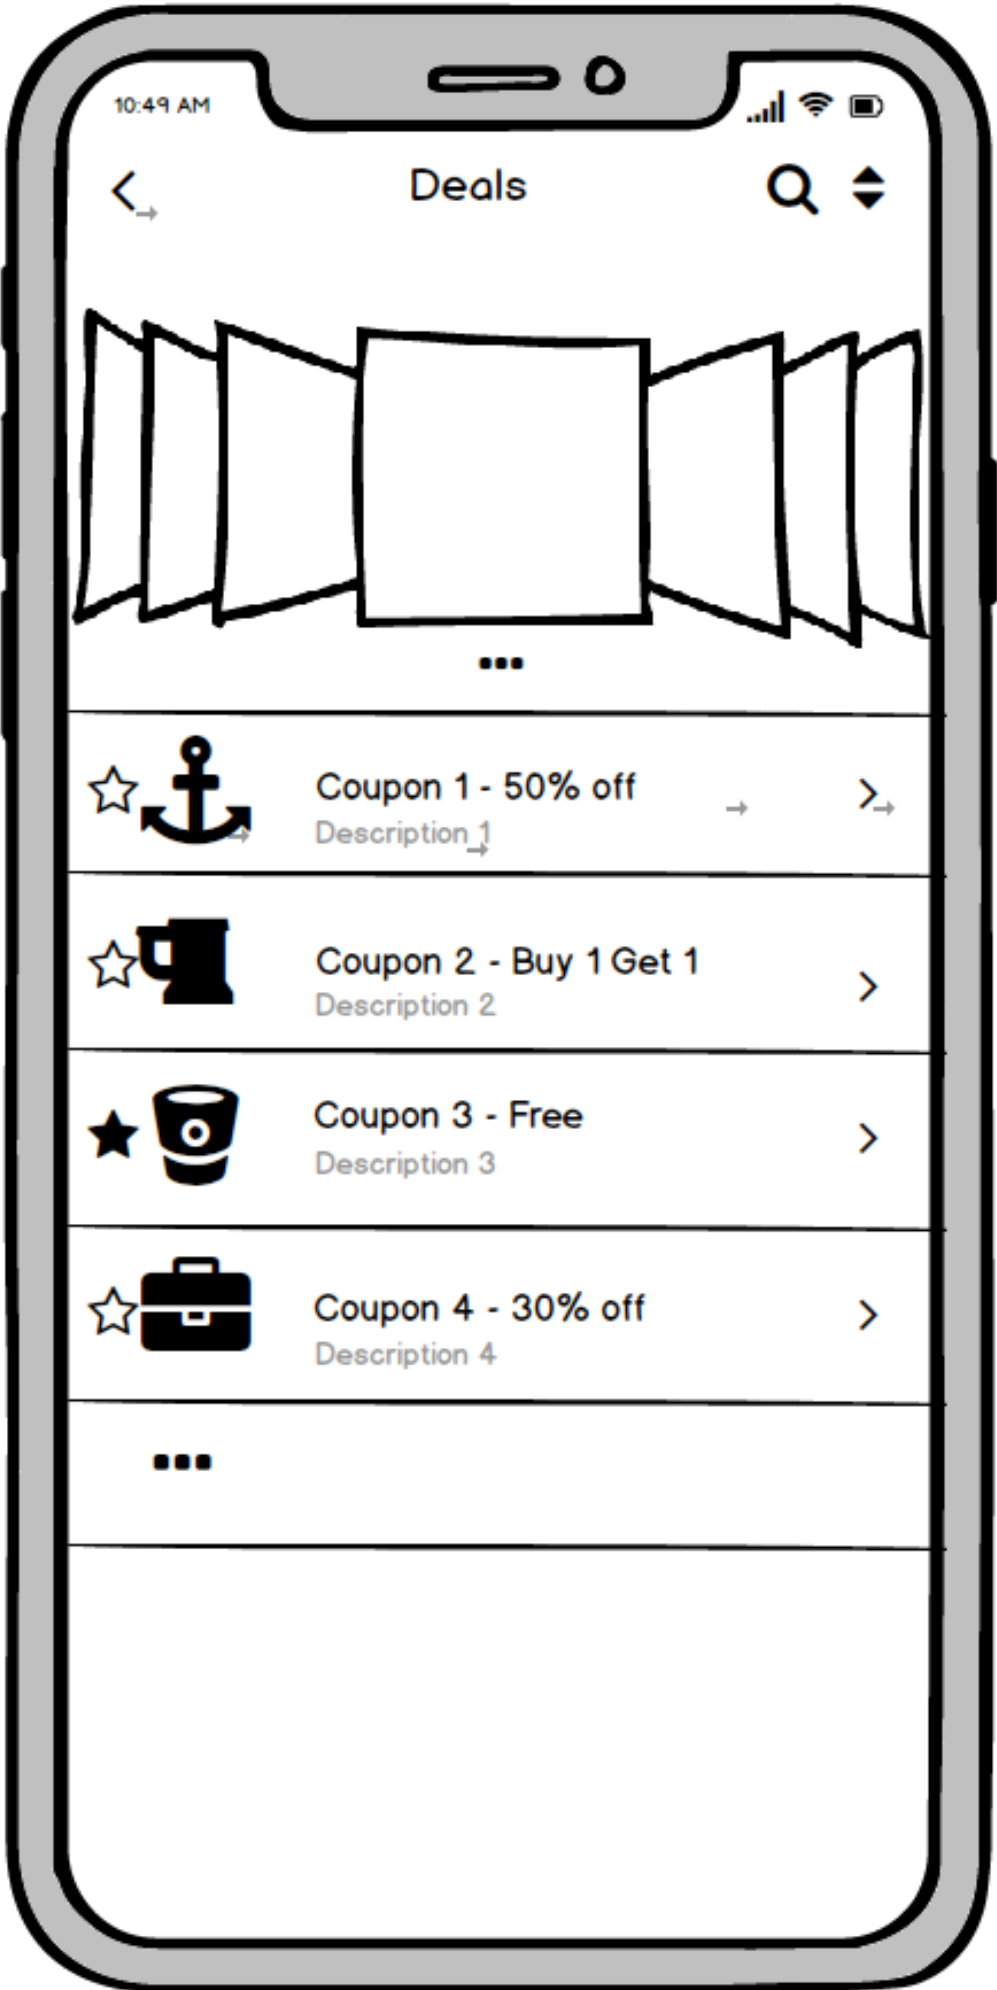 10:49 AM
Deals
Coupon 1 - 50% off
Description 1
Coupon 2 - Buy 1 Get 1
Description 2
Coupon 3 - Free
Description 3
Coupon 4 - 30% off
Description 4